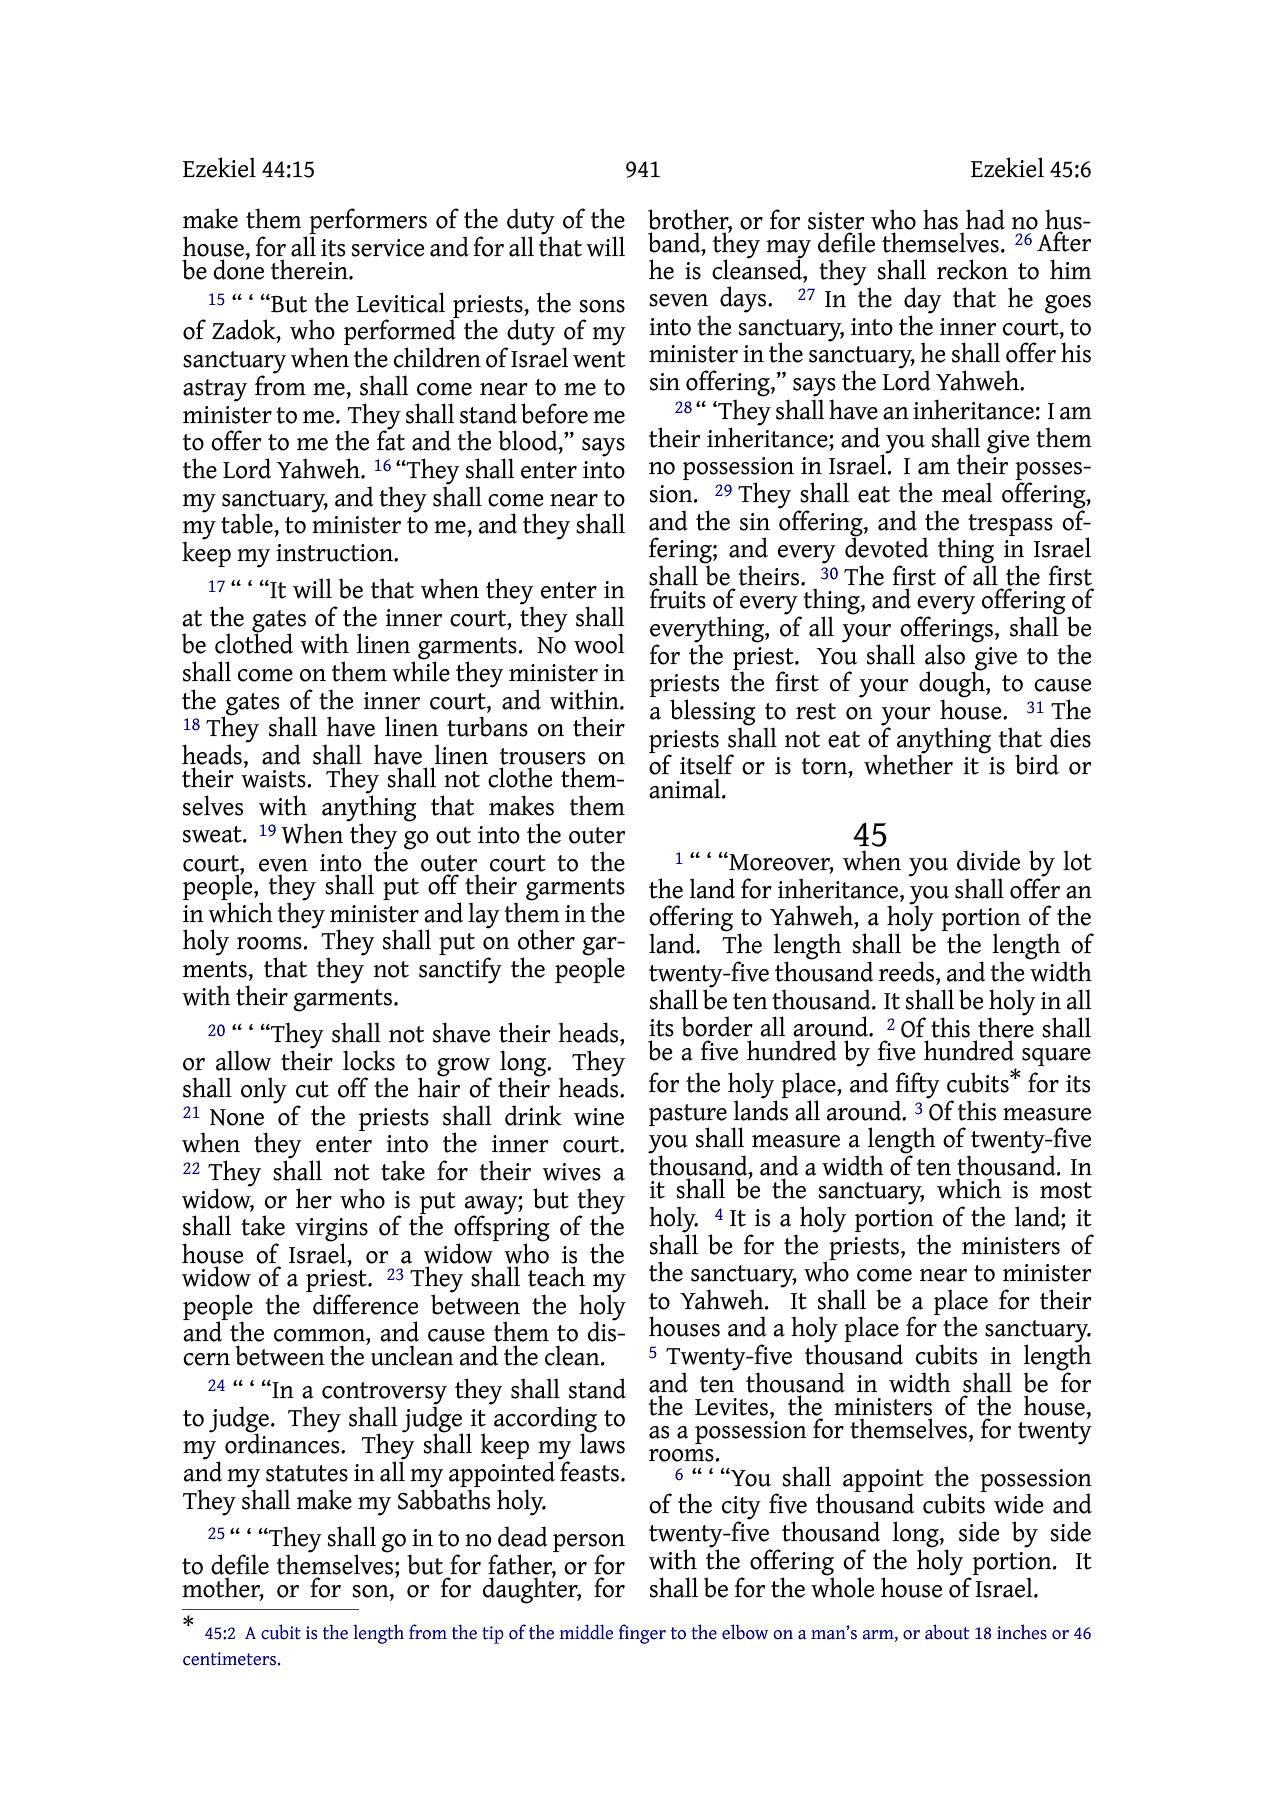 Ezekiel 44:15 941 Ezekiel 45:6
make them performers of the duty of the
house, for all its service and for all that will
be done therein.
15 “ ‘ “But the Levitical priests, the sons
of Zadok, who performed the duty of my
sanctuary when the children of Israel went
astray from me, shall come near to me to
minister to me. They shall stand before me
to offer to me the fat and the blood,” says
the Lord Yahweh. 16 “They shall enter into
my sanctuary, and they shall come near to
my table, to minister to me, and they shall
keep my instruction.
17 “ ‘ “It will be that when they enter in
at the gates of the inner court, they shall
be clothed with linen garments. No wool
shall come on them while they minister in
the gates of the inner court, and within.
18 They shall have linen turbans on their
heads, and shall have linen trousers on
their waists. They shall not clothe them-
selves with anything that makes them
sweat. 19 When they go out into the outer
court, even into the outer court to the
people, they shall put off their garments
in which they minister and lay them in the
holy rooms. They shall put on other gar-
ments, that they not sanctify the people
with their garments.
20 “ ‘ “They shall not shave their heads,
or allow their locks to grow long. They
shall only cut off the hair of their heads.
21 None of the priests shall drink wine
when they enter into the inner court.
22 They shall not take for their wives a
widow, or her who is put away; but they
shall take virgins of the offspring of the
house of Israel, or a widow who is the
widow of a priest. 23 They shall teach my
people the difference between the holy
and the common, and cause them to dis-
cern between the unclean and the clean.
24 “ ‘ “In a controversy they shall stand
to judge. They shall judge it according to
my ordinances. They shall keep my laws
and my statutes in all my appointed feasts.
They shall make my Sabbaths holy.
25 “ ‘ “They shall go in to no dead person
to defile themselves; but for father, or for
mother, or for son, or for daughter, for
brother, or for sister who has had no hus-
band, they may defile themselves. 26 After
he is cleansed, they shall reckon to him
seven days. 27 In the day that he goes
into the sanctuary, into the inner court, to
minister in the sanctuary, he shall offer his
sin offering,” says the Lord Yahweh.
28 “ ‘They shall have an inheritance: I am
their inheritance; and you shall give them
no possession in Israel. I am their posses-
sion. 29 They shall eat the meal offering,
and the sin offering, and the trespass of-
fering; and every devoted thing in Israel
shall be theirs. 30 The first of all the first
fruits of every thing, and every offering of
everything, of all your offerings, shall be
for the priest. You shall also give to the
priests the first of your dough, to cause
a blessing to rest on your house. 31 The
priests shall not eat of anything that dies
of itself or is torn, whether it is bird or
animal.
45
1 “ ‘ “Moreover, when you divide by lot
the land for inheritance, you shall offer an
offering to Yahweh, a holy portion of the
land. The length shall be the length of
twenty-five thousand reeds, and the width
shall be ten thousand. It shall be holy in all
its border all around. 2 Of this there shall
be a five hundred by five hundred square
for the holy place, and fifty cubits* for its
pasture lands all around. 3 Of this measure
you shall measure a length of twenty-five
thousand, and a width of ten thousand. In
it shall be the sanctuary, which is most
holy. 4 It is a holy portion of the land; it
shall be for the priests, the ministers of
the sanctuary, who come near to minister
to Yahweh. It shall be a place for their
houses and a holy place for the sanctuary.
5 Twenty-five thousand cubits in length
and ten thousand in width shall be for
the Levites, the ministers of the house,
as a possession for themselves, for twenty
rooms.
6 “ ‘ “You shall appoint the possession
of the city five thousand cubits wide and
twenty-five thousand long, side by side
with the offering of the holy portion. It
shall be for the whole house of Israel.
* 45:2 A cubit is the length from the tip of the middle finger to the elbow on a man’s arm, or about 18 inches or 46
centimeters.